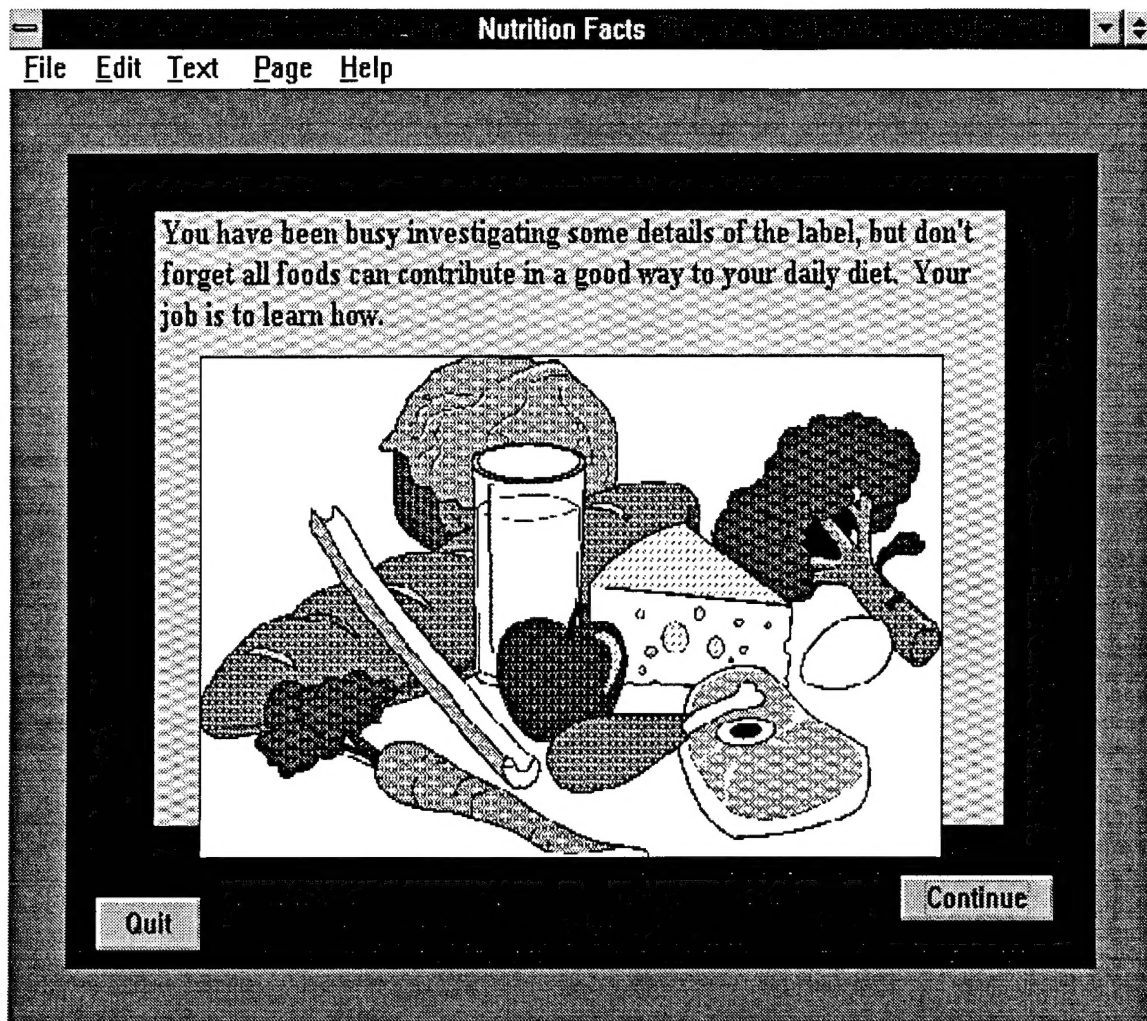 Nutrition Facts
File Edit Text Page Help
You have been busy investigating some details of the label, but don't
forget all foods can contribute in a good way to your daily diet. Your
job is to learn how.
Continue
Quit